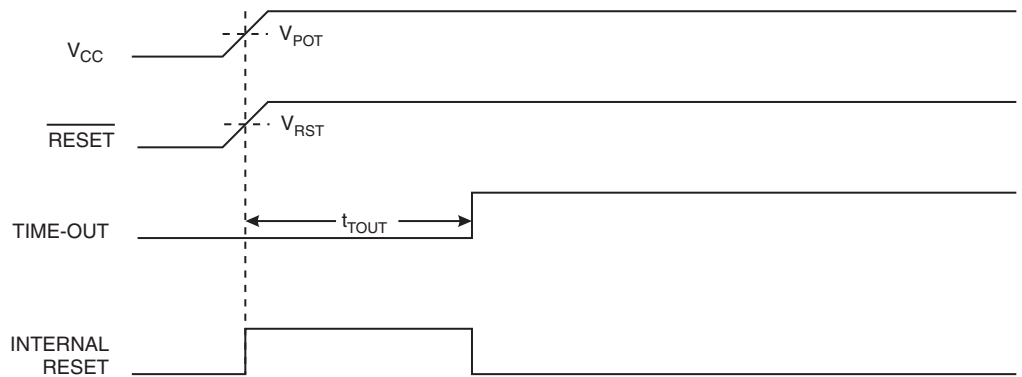 VCC
VPOT
RESET
VRST
TIME-OUT
tTOUT
INTERNAL
RESET